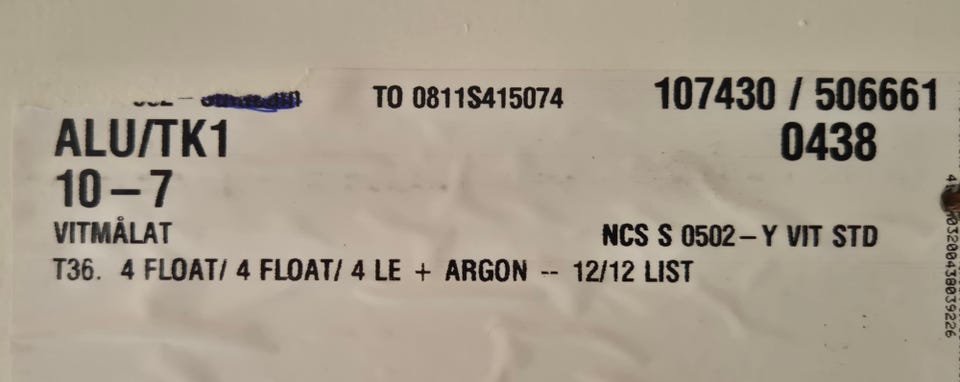 TO 0811S415074
107430 / 506661
ALU/TK1
0438
10-7
VITMÅLAT
NCS S 0502-Y VIT STD
T36. 4 FLOAT/ 4 FLOAT/ 4 LE + ARGON -- 12/12 LIST